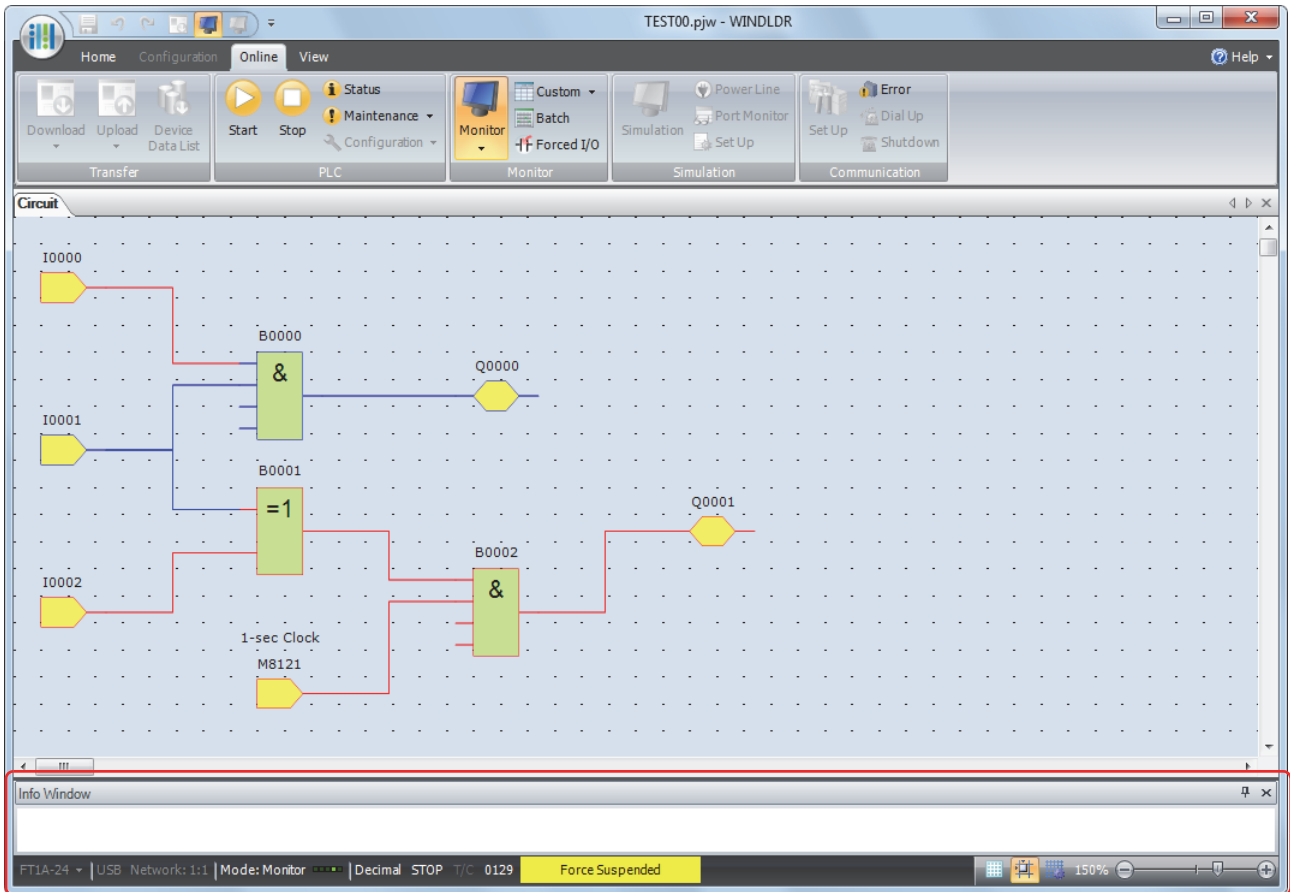 TEST00.pjw - WINDLDR
Home Configuration Online View Help
Download Upload Device Data List
Transfer
Start Stop Status Maintenance Configuration
PLC
Monitor Custom Batch Forced I/O
Monitor
Simulation Power Line Port Monitor Set Up
Simulation
Set Up Error Dial Up Shutdown
Communication
Circuit
I0000
B0000
&
Q0000
I0001
B0001
=1
Q0001
B0002
&
I0002
1-sec Clock
M8121
Info Window
FT1A-24 USB Network: 1:1 Mode: Monitor Decimal STOP T/C 0129 Force Suspended 150%